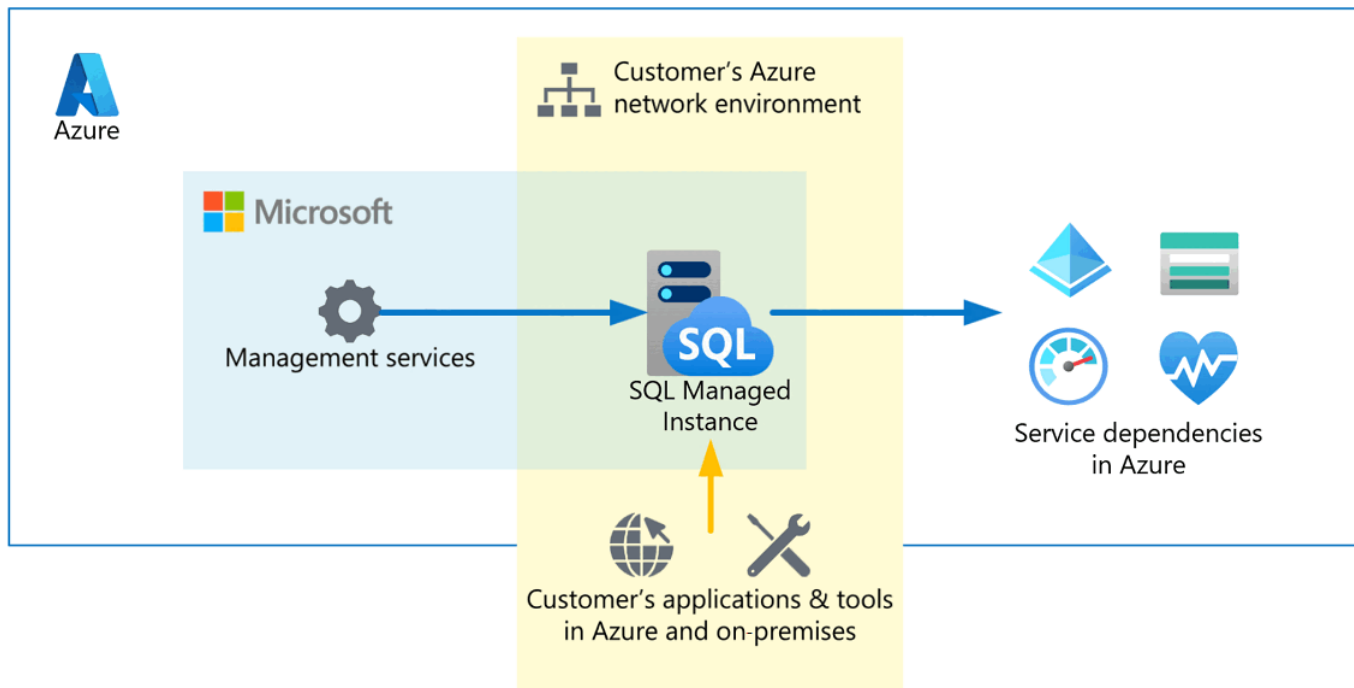 Customer's Azure
network environment
Azure
Microsoft
Management services
SQL
SQL Managed
Instance
Service dependencies
in Azure
Customer's applications & tools
in Azure and on-premises